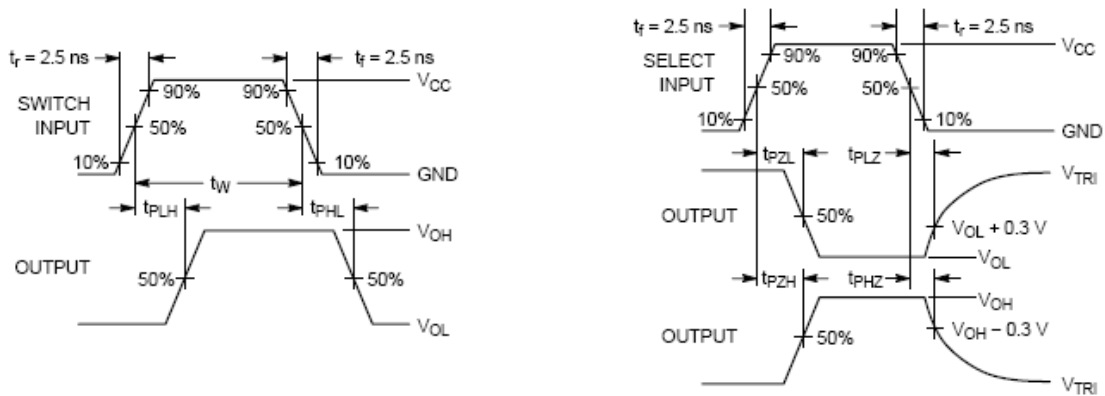 tr = 2.5 ns
tf = 2.5 ns
VCC
90%
90%
SWITCH
INPUT
50%
50%
10%
10%
GND
tW
tPLH
tPHL
VOH
OUTPUT
50%
50%
VOL
tf = 2.5 ns
tr = 2.5 ns
VCC
SELECT
INPUT
90%
90%
50%
50%
10%
10%
GND
tPZL
tPLZ
VTRI
OUTPUT
50%
VOL + 0.3 V
VOL
tPZH
tPHZ
VOH
OUTPUT
50%
VOH – 0.3 V
VTRI